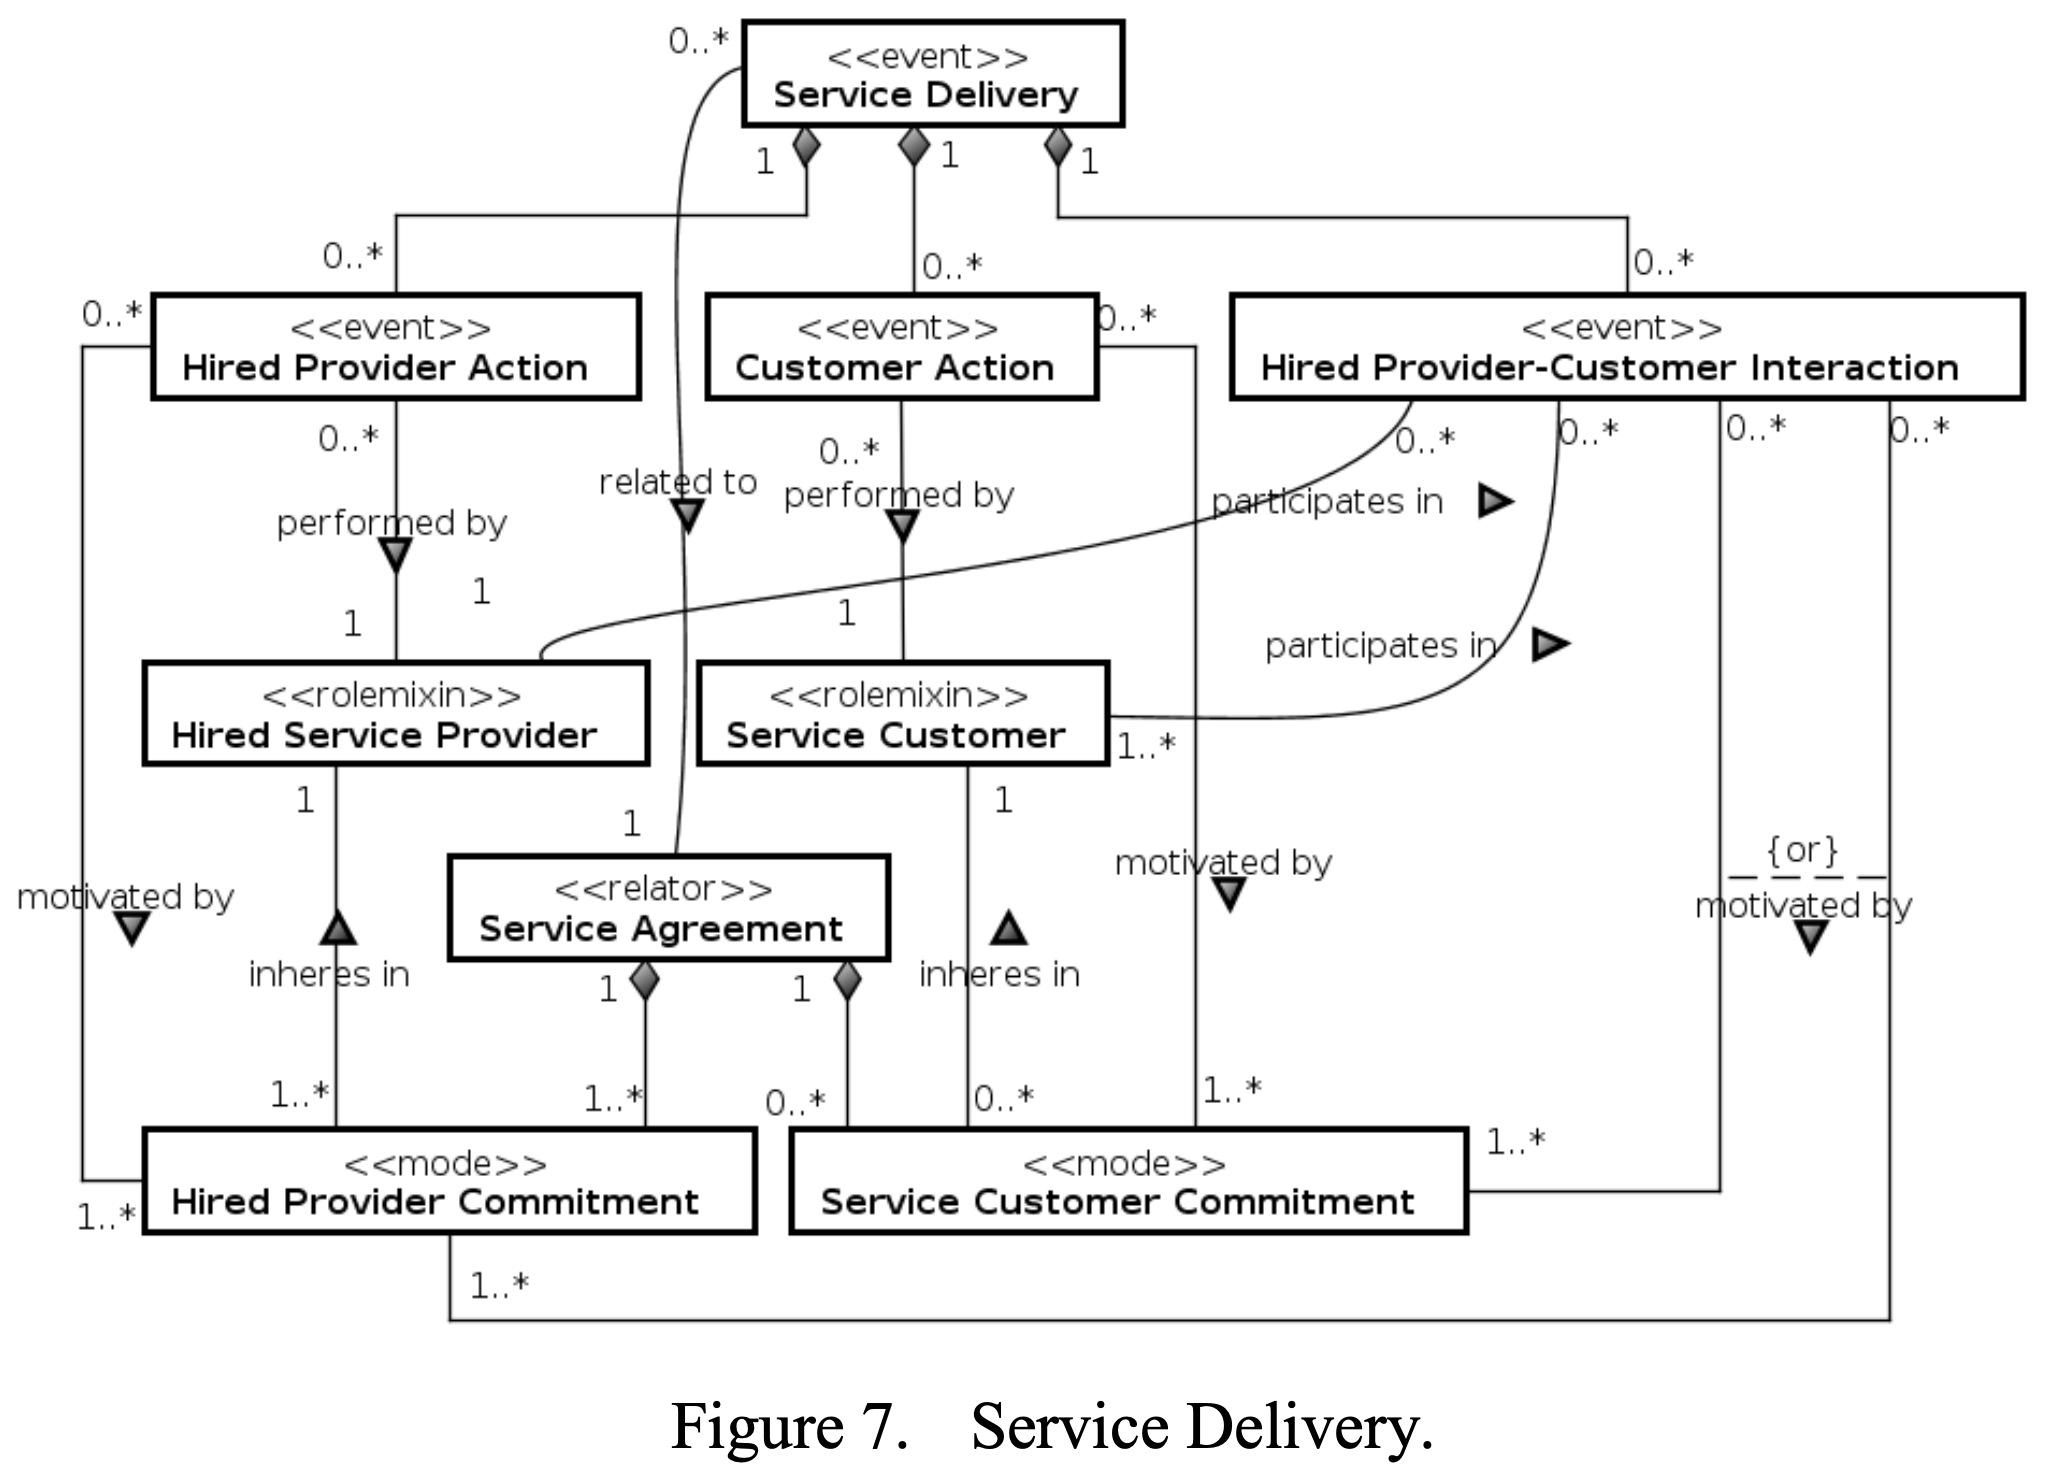 0..*
<<event>>
Service Delivery
1
1
1
0..*
0..*
0..*
0..*
<<event>>
Hired Provider Action
<<event>>
Customer Action
0..*
<<event>>
Hired Provider-Customer Interaction
0..*
0..*
0..*
0..*
0..*
0..*
related to
performed by
participates in
performed by
1
1
1
participates in
<<rolemixin>>
Hired Service Provider
<<rolemixin>>
Service Customer
1..*
1
1
1
motivated by
{or}
motivated by
motivated by
<<relator>>
Service Agreement
inheres in
1
1
inheres in
1..*
1..*
0..*
0..*
1..*
1..*
<<mode>>
Hired Provider Commitment
<<mode>>
Service Customer Commitment
1..*
1..*
Figure 7. Service Delivery.